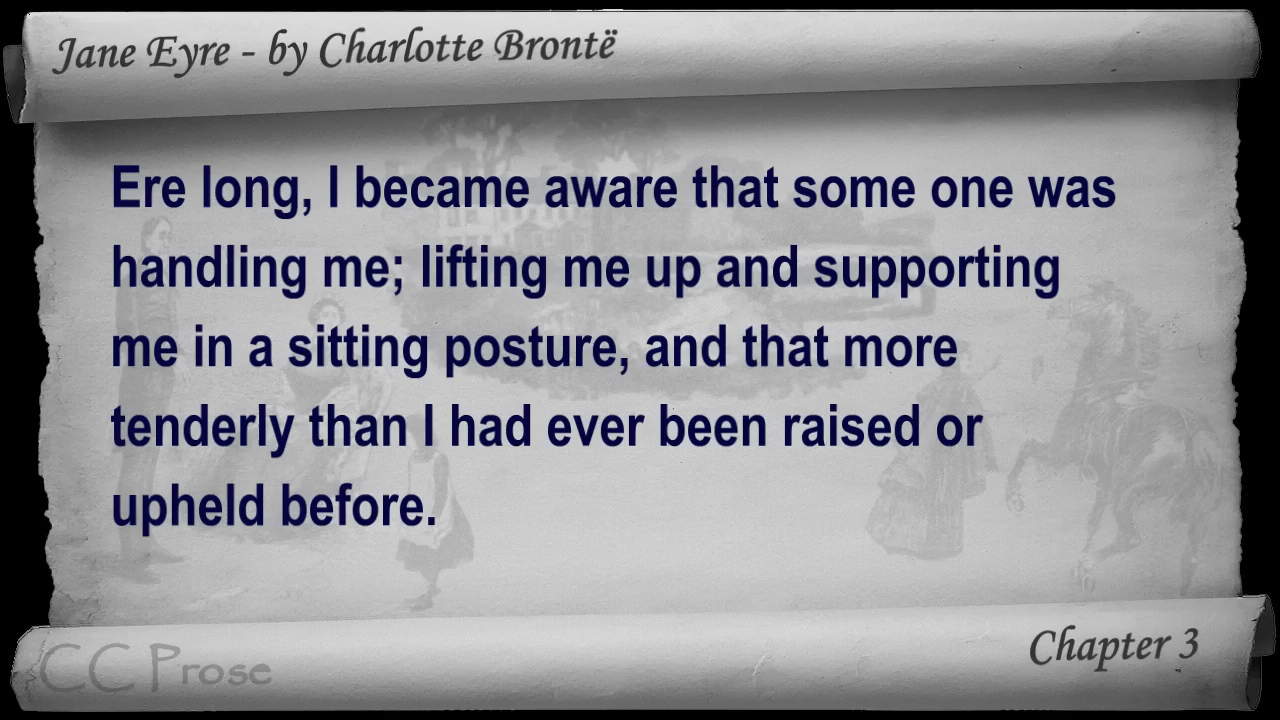 Jane Eyre - by Charlotte Brontë
Ere long, I became aware that some one was
handling me; lifting me up and supporting
me in a sitting posture, and that more
tenderly than I had ever been raised or
upheld before.
Chapter 3
CC Prose